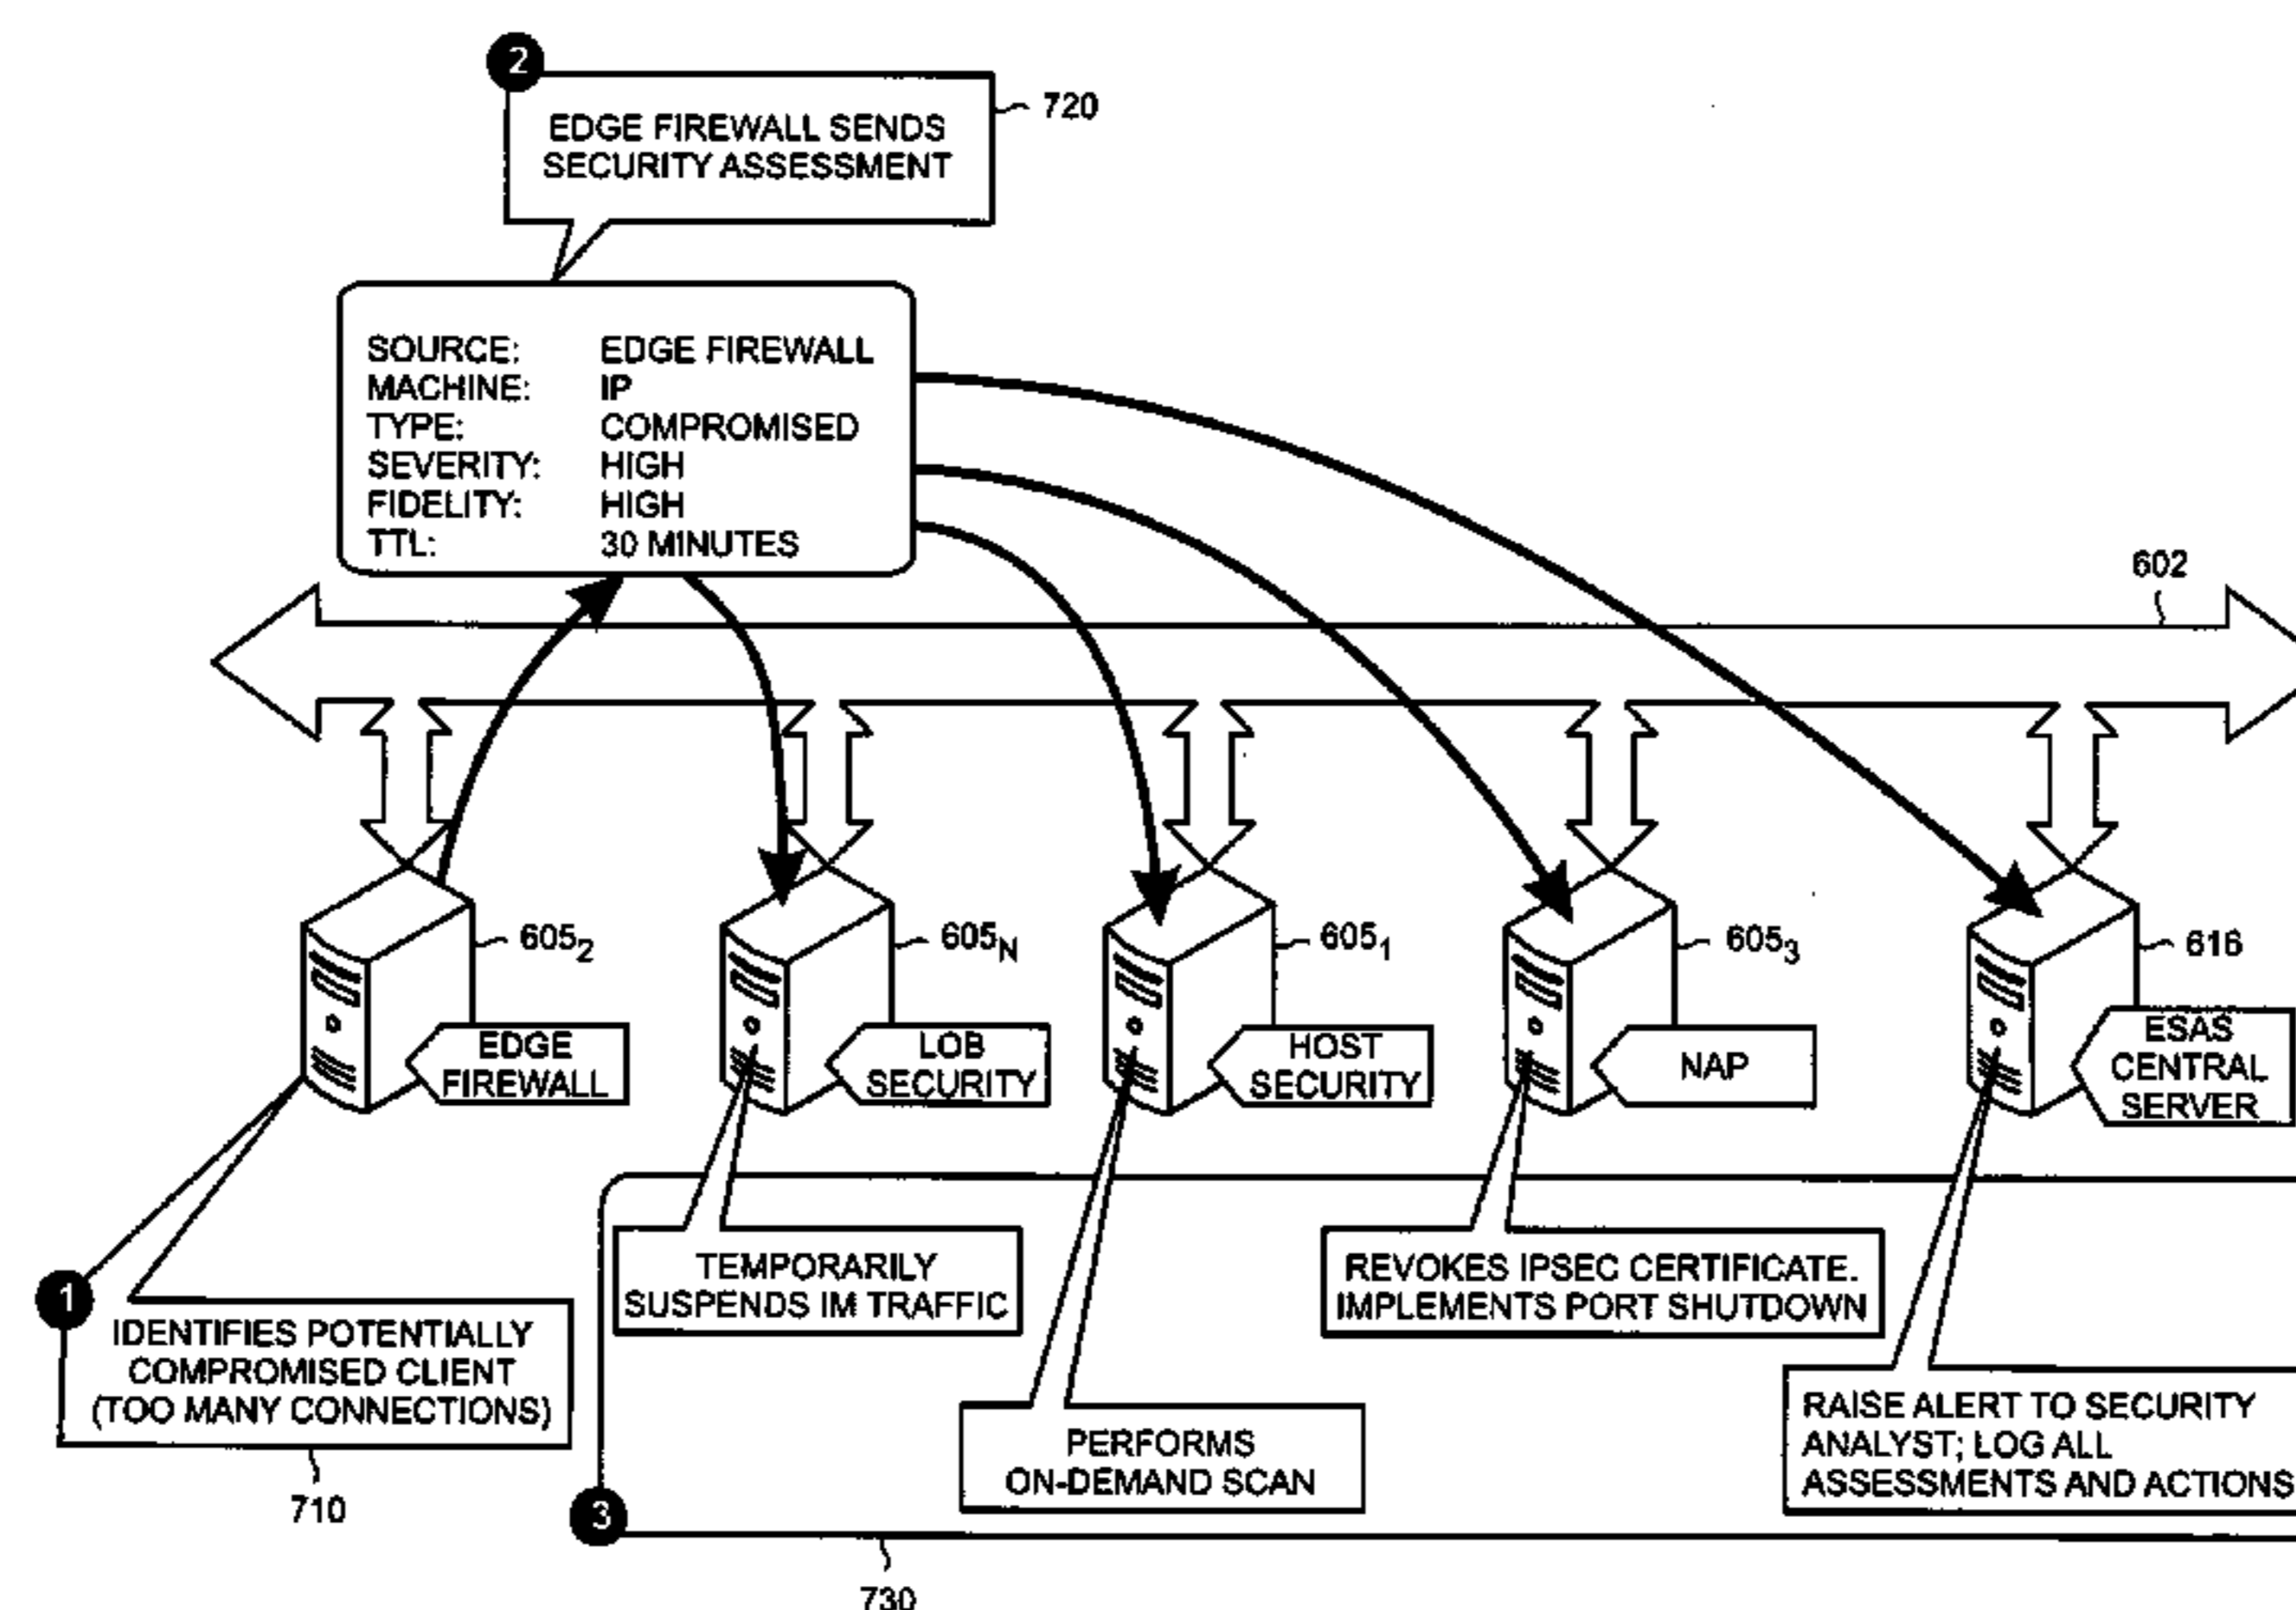 2
EDGE FIREWALL SENDS
SECURITY ASSESSMENT
720
SOURCE: EDGE FIREWALL
MACHINE: IP
TYPE: COMPROMISED
SEVERITY: HIGH
FIDELITY: HIGH
TTL: 30 MINUTES
602
605₂
605_N
605₁
605₃
616
EDGE
FIREWALL
LOB
SECURITY
HOST
SECURITY
NAP
ESAS
CENTRAL
SERVER
1
IDENTIFIES POTENTIALLY
COMPROMISED CLIENT
(TOO MANY CONNECTIONS)
710
TEMPORARILY
SUSPENDS IM TRAFFIC
PERFORMS
ON-DEMAND SCAN
REVOKES IPSEC CERTIFICATE.
IMPLEMENTS PORT SHUTDOWN
RAISE ALERT TO SECURITY
ANALYST; LOG ALL
ASSESSMENTS AND ACTIONS
3
730